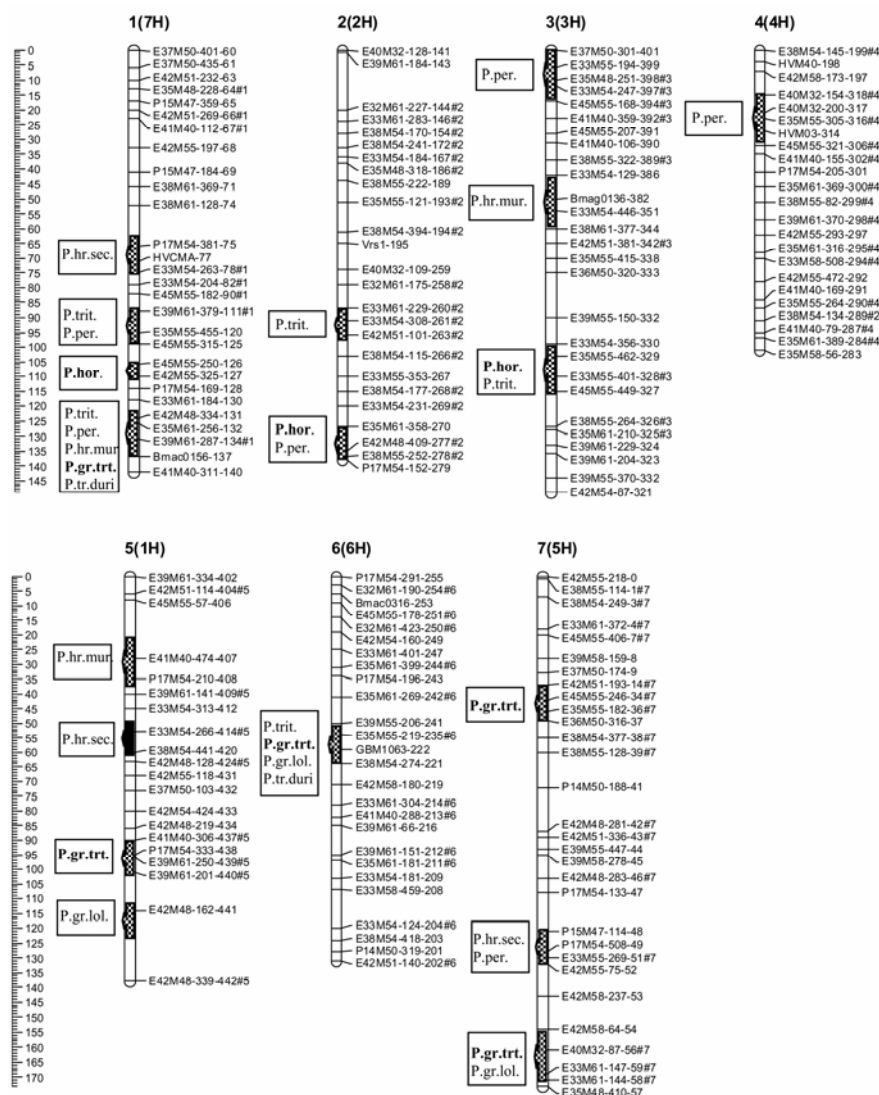 1(7H)
2(2H)
3(3H)
4(4H)
0
5
10
15
20
25
30
35
40
45
50
55
60
65
70
75
80
85
90
95
100
105
110
115
120
125
130
135
140
145
P.hr.sec.
P.trit.
P.per.
P.hor.
P.trit.
P.per.
P.hr.mur
P.gr.trt.
P.tr.duri
E37M50-401-60
E37M50-435-61
E42M51-232-63
E35M48-228-64#1
P15M47-359-65
E42M51-269-66#1
E41M40-112-67#1
E42M55-197-68
P15M47-184-69
E46M61-369-71
E38M61-128-74
P17M54-381-75
HVCMA-77
E33M54-263-78#1
E33M54-204-82#1
E45M55-182-90#1
E39M61-379-111#1
E35M55-455-120
E45M55-315-125
E45M55-250-126
E42M55-325-127
P17M54-169-128
E33M61-184-130
E42M48-334-131
E35M61-256-132
E39M61-287-134#1
Bmac0156-137
E41M40-311-140
P.trit.
P.hor.
P.per.
E40M32-128-141
E39M61-184-143
E32M61-227-144#2
E33M61-283-146#2
E38M54-170-154#2
E38M54-241-172#2
E33M54-184-167#2
E35M48-318-186#2
E38M55-222-189
E35M55-121-193#2
E38M54-394-194#2
Vrs1-195
E40M32-109-259
E32M61-175-258#2
E33M61-229-260#2
E33M54-308-261#2
E42M51-101-263#2
E38M54-115-266#2
E33M55-353-267
E38M54-177-268#2
E33M54-231-269#2
E35M61-358-270
E42M48-409-277#2
E38M55-252-278#2
P17M54-152-279
P.per.
P.hr.mur.
P.hor.
P.trit.
E37M50-301-401
E33M55-194-399
E35M48-251-398#3
E33M54-247-397#3
E45M55-168-394#3
E41M40-359-392#3
E45M55-207-391
E41M40-106-390
E38M55-322-389#3
E33M54-129-386
Bmag0136-382
E33M54-446-351
E38M61-377-344
E42M51-381-342#3
E35M55-415-338
E36M50-320-333
E39M55-150-332
E33M54-356-330
E35M55-462-329
E33M55-401-328#3
E45M55-449-327
E38M55-264-326#3
E35M61-210-325#3
E39M61-229-324
E39M61-204-323
E39M55-370-332
E42M54-87-321
P.per.
E38M54-145-199#4
HVM40-198
E42M58-173-197
E40M32-154-318#4
E40M32-200-317
E35M55-305-316#4
HVM03-314
E45M55-321-306#4
E41M40-155-302#4
P17M54-205-301
E35M61-369-300#4
E38M55-82-299#4
E39M61-370-298#4
E42M55-293-297
E35M61-316-295#4
E33M58-508-294#4
E42M55-472-292
E41M40-169-291
E35M55-264-290#4
E38M54-134-289#2
E41M40-79-287#4
E35M61-389-284#4
E35M58-56-283
5(1H)
6(6H)
7(5H)
0
5
10
15
20
25
30
35
40
45
50
55
60
65
70
75
80
85
90
95
100
105
110
115
120
125
130
135
140
145
150
155
160
165
170
P.hr.mur.
P.hr.sec.
P.gr.trt.
P.gr.lol.
E39M61-334-402
E42M51-114-404#5
E45M55-57-406
E41M40-474-407
P17M54-210-408
E39M61-141-409#5
E33M54-313-412
E33M54-266-414#5
E38M54-441-420
E42M48-128-424#5
E42M55-118-431
E37M50-103-432
E42M54-424-433
E42M48-219-434
E41M40-306-437#5
P17M54-333-438
E39M61-250-439#5
E39M61-201-440#5
E42M48-162-441
E42M48-339-442#5
P.trit.
P.gr.trt.
P.gr.lol.
P.tr.duri
P17M54-291-255
E32M61-190-254#6
Bmac0316-253
E45M55-178-251#6
E32M61-423-250#6
E42M54-160-249
E33M61-401-247
E35M61-399-244#6
P17M54-196-243
E35M61-269-242#6
E39M55-206-241
E35M55-219-235#6
GBM1063-222
E38M54-274-221
E42M58-180-219
E33M61-304-214#6
E41M40-288-213#6
E39M61-66-216
E39M61-151-212#6
E35M61-181-211#6
E33M54-181-209
E33M58-459-208
E33M54-124-204#6
E38M54-418-203
P14M50-319-201
E42M51-140-202#6
P.gr.trt.
P.hr.sec.
P.per.
P.gr.trt.
P.gr.lol.
E42M55-218-0
E38M55-114-1#7
E38M54-249-3#7
E33M61-372-4#7
E45M55-406-7#7
E39M58-159-8
E37M50-174-9
E42M51-193-14#7
E45M55-246-34#7
E35M55-182-36#7
E36M50-316-37
E38M54-377-38#7
E38M55-128-39#7
P14M50-188-41
E42M48-281-42#7
E42M51-336-43#7
E39M55-447-44
E39M58-278-45
E42M48-283-46#7
P17M54-133-47
P15M47-114-48
P17M54-508-49
E33M55-269-51#7
E42M55-75-52
E42M58-237-53
E42M58-64-54
E40M32-87-56#7
E33M61-147-59#7
E33M61-144-58#7
E35M48-410-57